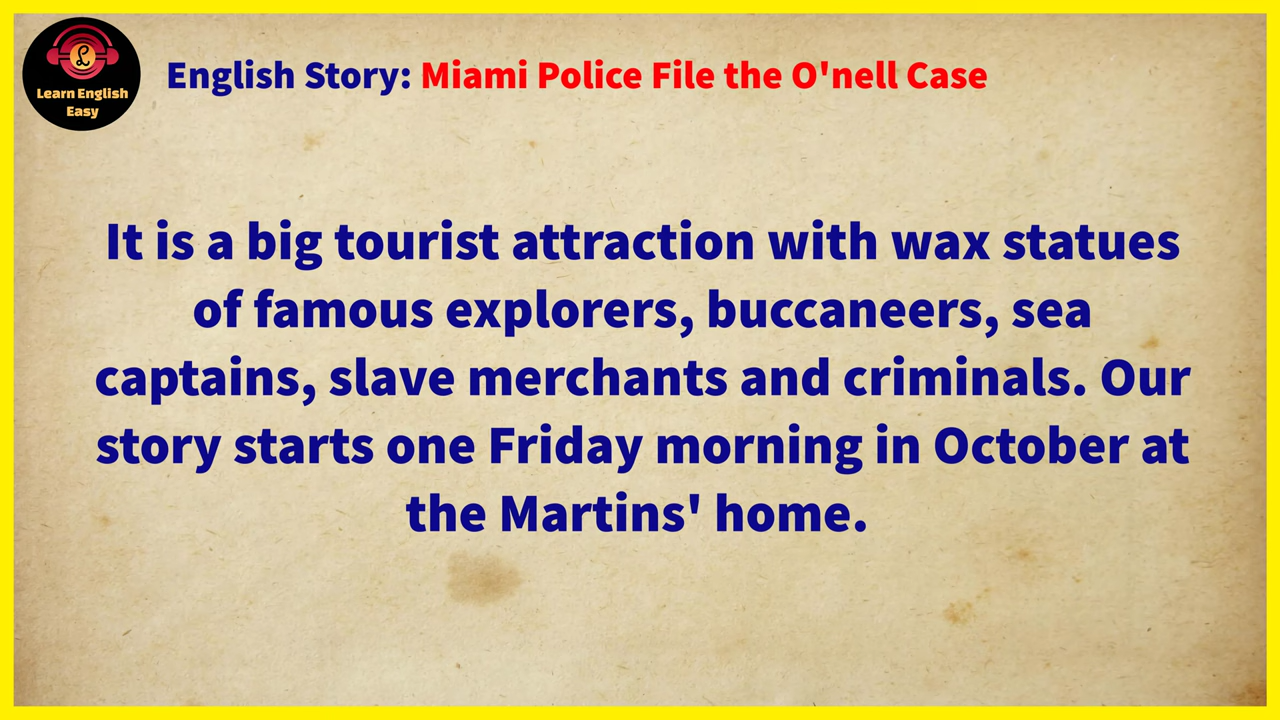 Learn English
Easy
English Story: Miami Police File the O'nell Case
It is a big tourist attraction with wax statues
of famous explorers, buccaneers, sea
captains, slave merchants and criminals. Our
story starts one Friday morning in October at
the Martins' home.